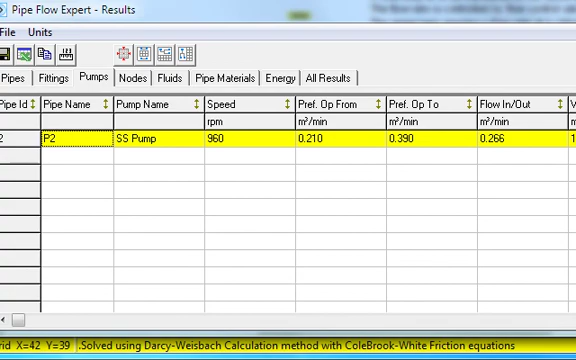 Pipe Flow Expert - Results
File Units
Pipes Fittings Pumps Nodes Fluids Pipe Materials Energy All Results
Pipe Id Pipe Name Pump Name Speed Pref. Op From Pref. Op To Flow In/Out
rpm m³/min m³/min m³/min
2 P2 SS Pump 960 0.210 0.390 0.266
Grid X=42 Y=39 .Solved using Darcy-Weisbach Calculation method with ColeBrook-White Friction equations